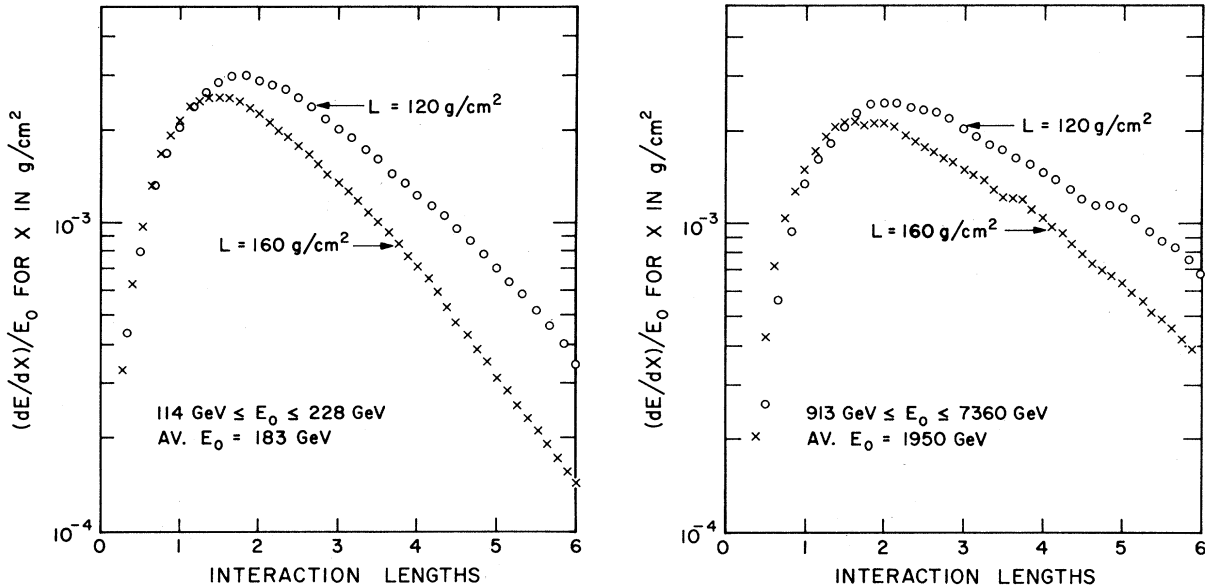 (dE/dX)/E₀ FOR X IN g/cm²
10⁻³
10⁻⁴
L = 120 g/cm²
L = 160 g/cm²
114 GeV ≤ E₀ ≤ 228 GeV
AV. E₀ = 183 GeV
0 1 2 3 4 5 6
INTERACTION LENGTHS
(dE/dX)/E₀ FOR X IN g/cm²
10⁻³
10⁻⁴
L = 120 g/cm²
L = 160 g/cm²
913 GeV ≤ E₀ ≤ 7360 GeV
AV. E₀ = 1950 GeV
0 1 2 3 4 5 6
INTERACTION LENGTHS